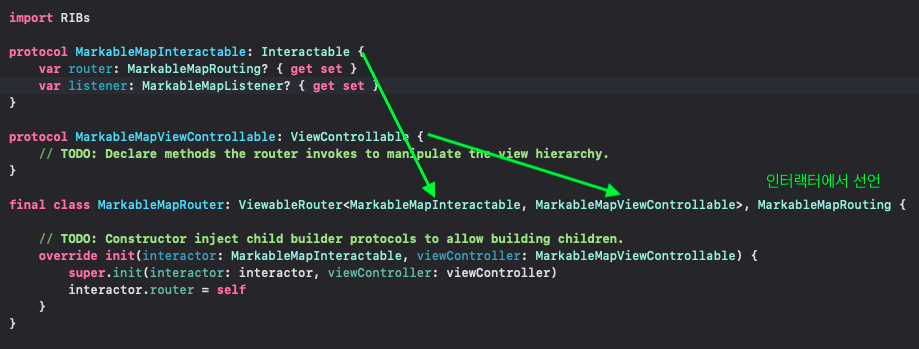 import RIBs
protocol MarkableMapInteractable: Interactable {
var router: MarkableMapRouting? { get set }
var listener: MarkableMapListener? { get set }
}
protocol MarkableMapViewControllable: ViewControllable {
// TODO: Declare methods the router invokes to manipulate the view hierarchy.
}
인터랙터에서 선언
final class MarkableMapRouter: ViewableRouter<MarkableMapInteractable, MarkableMapViewControllable>, MarkableMapRouting {
// TODO: Constructor inject child builder protocols to allow building children.
override init(interactor: MarkableMapInteractable, viewController: MarkableMapViewControllable) {
super.init(interactor: interactor, viewController: viewController)
interactor.router = self
}
}